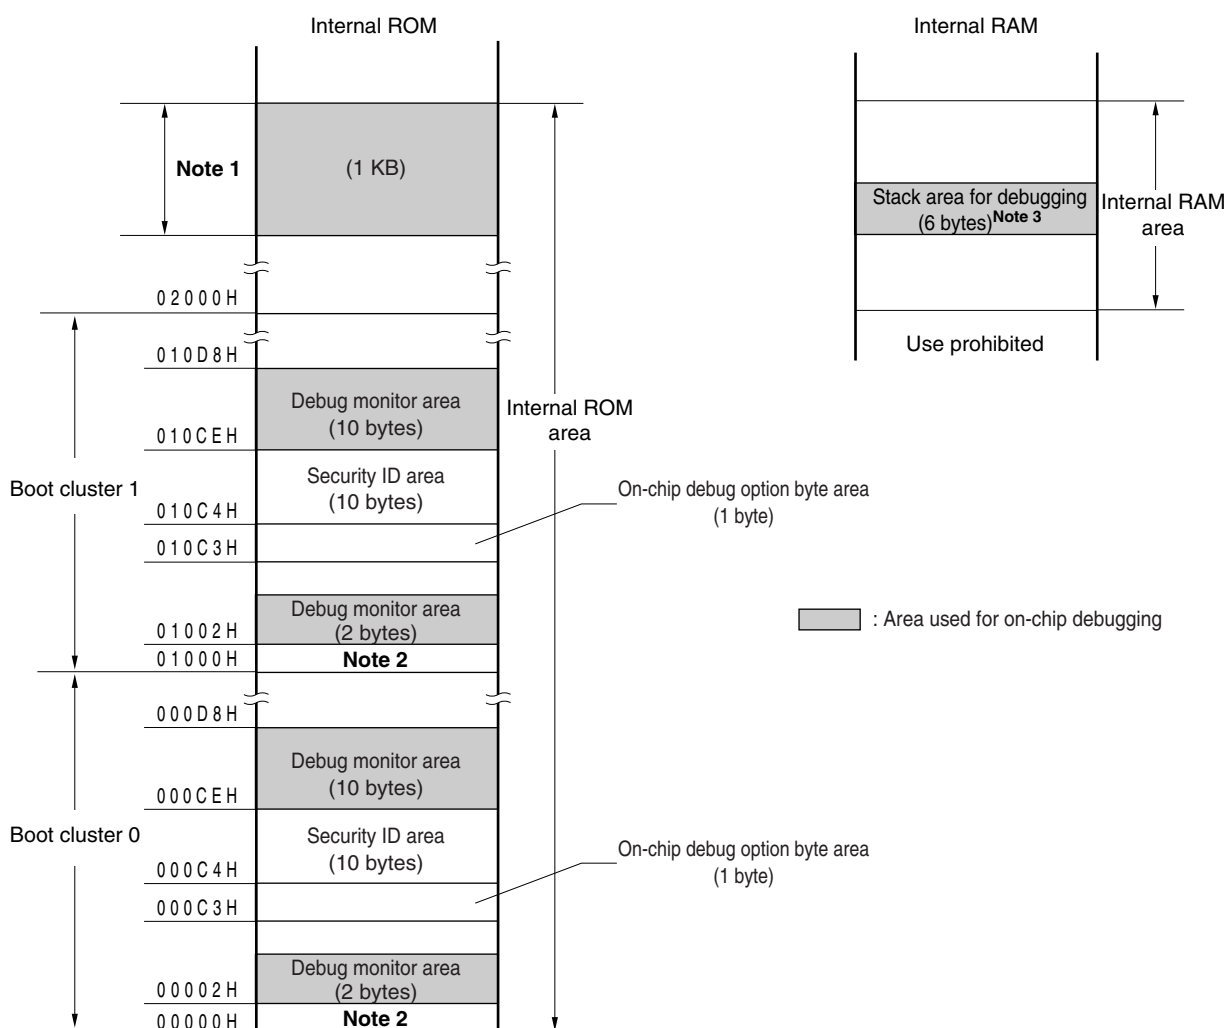 Internal ROM
Internal RAM
Note 1
(1 KB)
Stack area for debugging
(6 bytes)Note 3
Internal RAM
area
02000H
Use prohibited
010D8H
Debug monitor area
(10 bytes)
Internal ROM
area
010CEH
Boot cluster 1
Security ID area
(10 bytes)
On-chip debug option byte area
(1 byte)
010C4H
010C3H
Debug monitor area
(2 bytes)
: Area used for on-chip debugging
01002H
01000H
Note 2
000D8H
Debug monitor area
(10 bytes)
000CEH
Boot cluster 0
Security ID area
(10 bytes)
On-chip debug option byte area
(1 byte)
000C4H
000C3H
Debug monitor area
(2 bytes)
00002H
00000H
Note 2